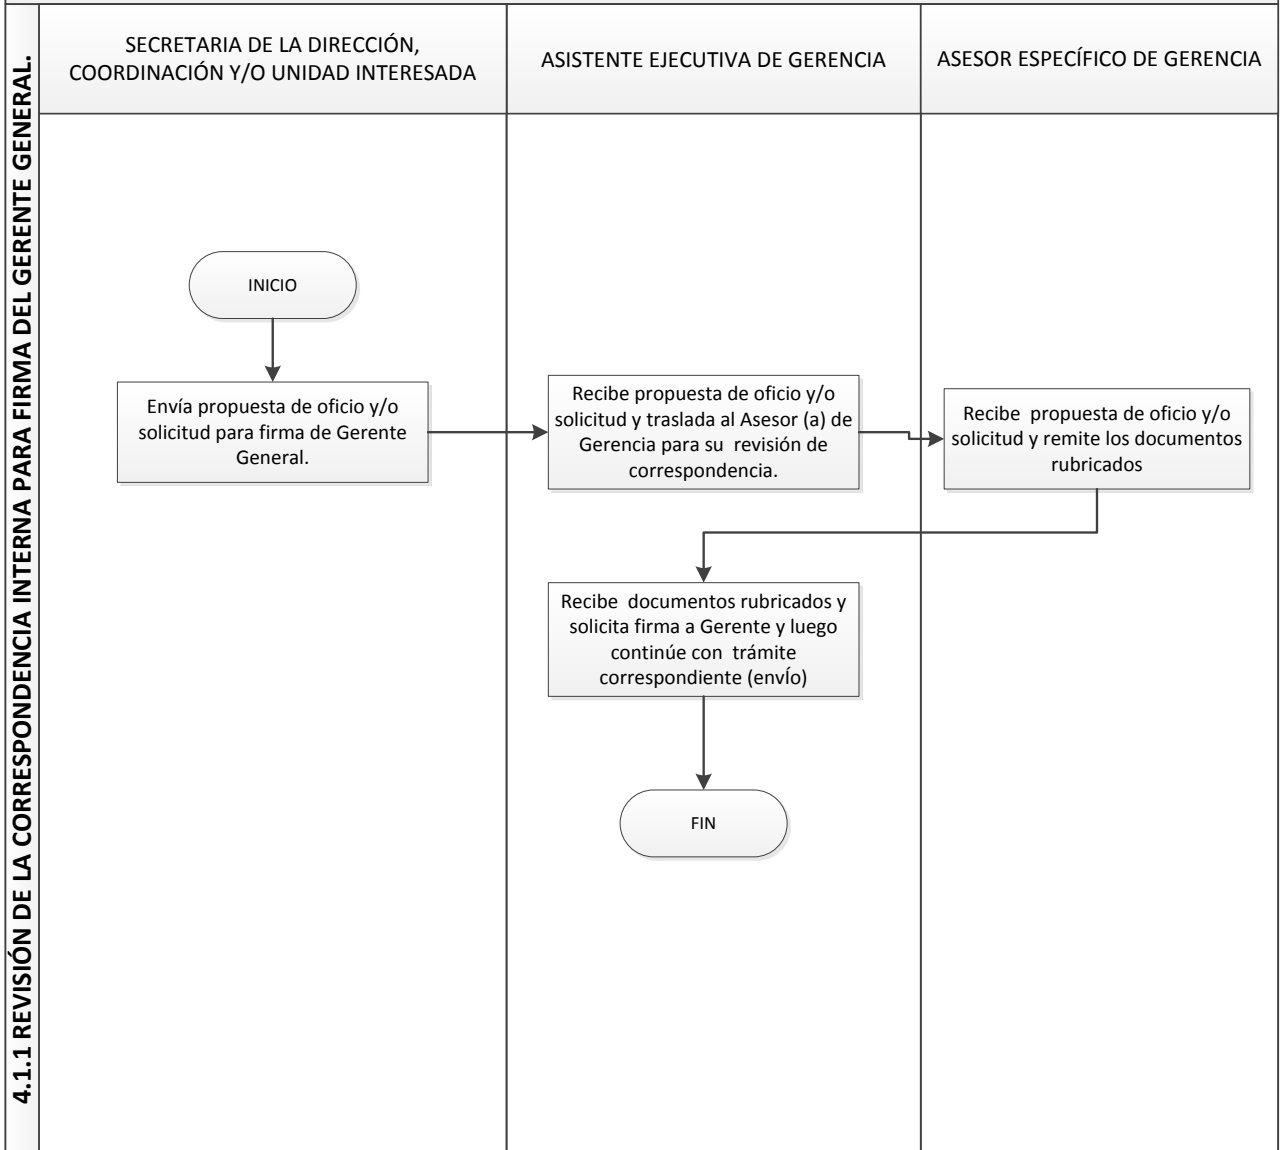 4.1.1 REVISIÓN DE LA CORRESPONDENCIA INTERNA PARA FIRMA DEL GERENTE GENERAL.
SECRETARIA DE LA DIRECCIÓN,
COORDINACIÓN Y/O UNIDAD INTERESADA
ASISTENTE EJECUTIVA DE GERENCIA
ASESOR ESPECÍFICO DE GERENCIA
INICIO
Envía propuesta de oficio y/o
solicitud para firma de Gerente
General.
Recibe propuesta de oficio y/o
solicitud y traslada al Asesor (a) de
Gerencia para su revisión de
correspondencia.
Recibe propuesta de oficio y/o
solicitud y remite los documentos
rubricados
Recibe documentos rubricados y
solicita firma a Gerente y luego
continúe con trámite
correspondiente (envÍo)
FIN